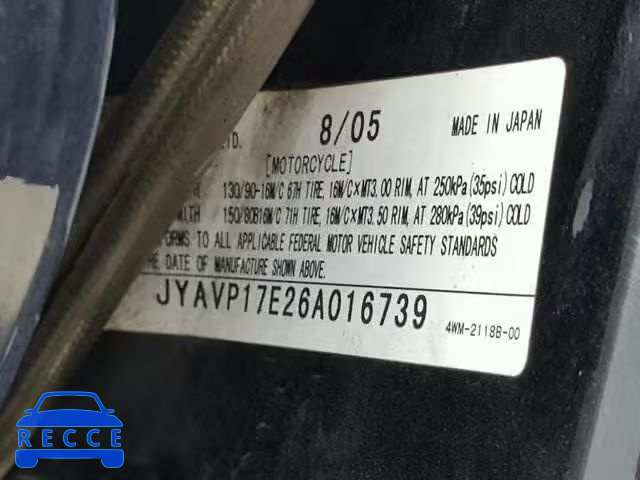 LTD. 8/05 MADE IN JAPAN
[MOTORCYCLE]
130/90-16M/C 67H TIRE, 16M/C×MT3.00 RIM, AT 250kPa(35psi)COLD
WITH 150/80B16M/C 71H TIRE, 16M/C×MT3.50 RIM, AT 280kPa(39psi)COLD
FORMS TO ALL APPLICABLE FEDERAL MOTOR VEHICLE SAFETY STANDARDS
THE DATE OF MANUFACTURE SHOWN ABOVE.
JYAVP17E26A016739
4WM-2118B-00
RECCE